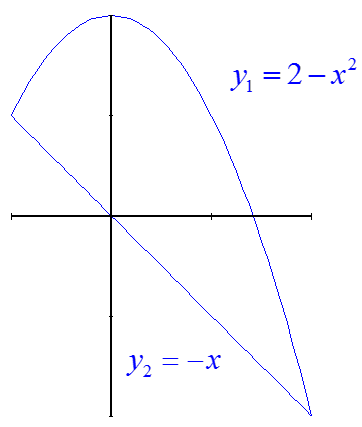 y₁ = 2 − x²
y₂ = −x